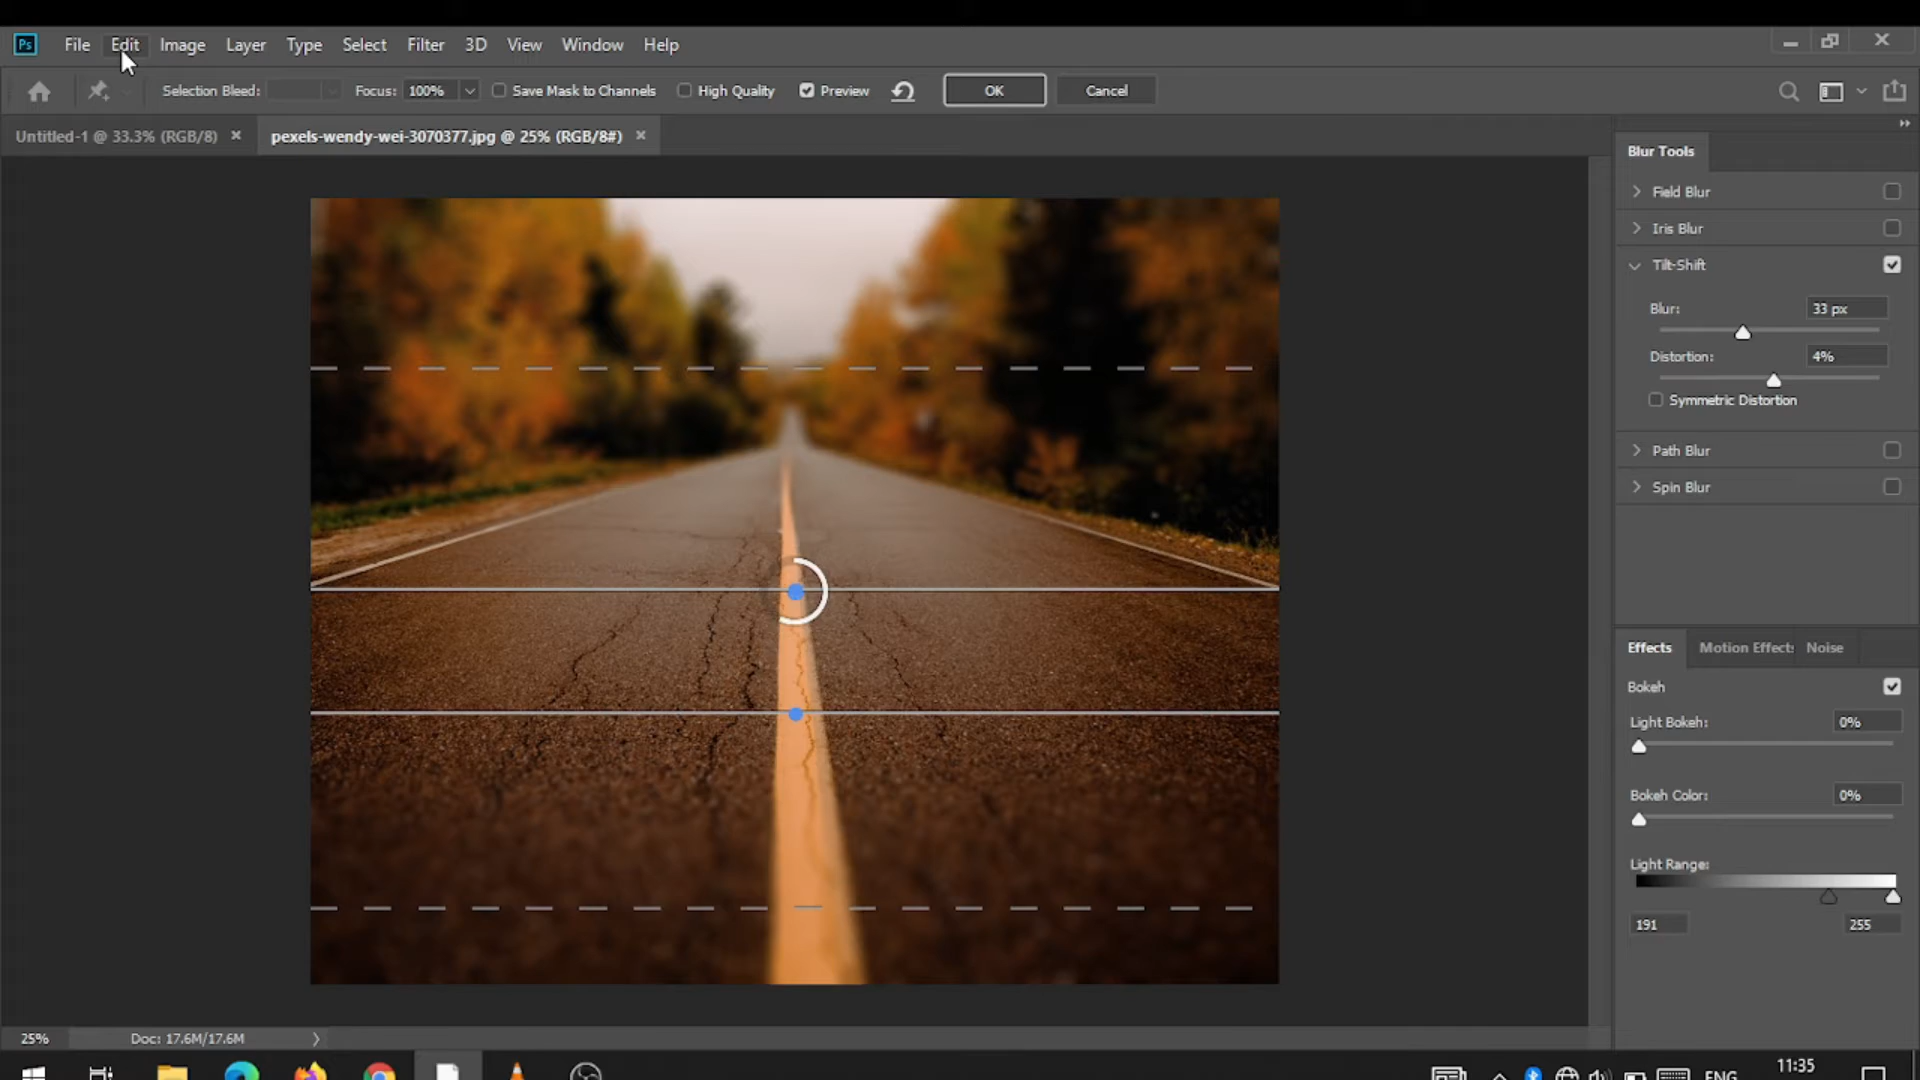 Ps File Edit Image Layer Type Select Filter 3D View Window Help
Selection Bleed: Focus: 100% Save Mask to Channels High Quality Preview OK Cancel
Untitled-1 @ 33.3% (RGB/8) × pexels-wendy-wei-3070377.jpg @ 25% (RGB/8#) ×
Blur Tools
Field Blur
Iris Blur
Tilt-Shift
Blur: 33 px
Distortion: 4%
Symmetric Distortion
Path Blur
Spin Blur
Effects Motion Effects Noise
Bokeh
Light Bokeh: 0%
Bokeh Color: 0%
Light Range:
191 255
25% Doc: 17.6M/17.6M
ENG 11:35